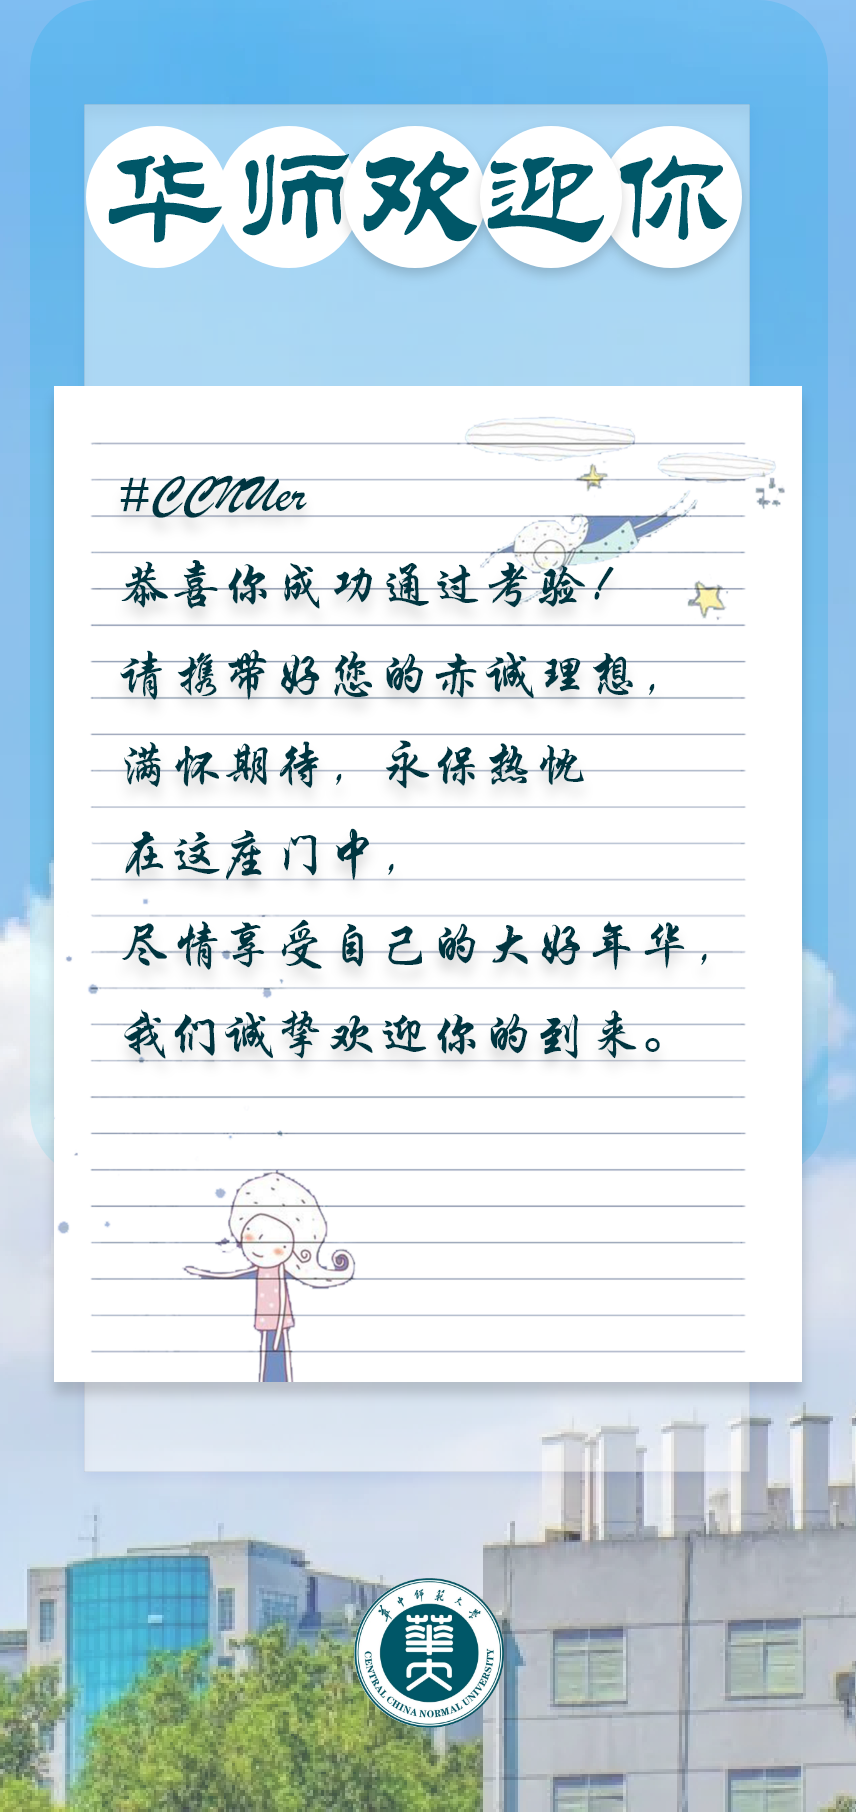 华师欢迎你
#CCNUer
恭喜你成功通过考验！
请携带好您的赤诚理想，
满怀期待，永保热忱
在这座门中，
尽情享受自己的大好年华，
我们诚挚欢迎你的到来。
華中師範大學
華大
CENTRAL CHINA NORMAL UNIVERSITY